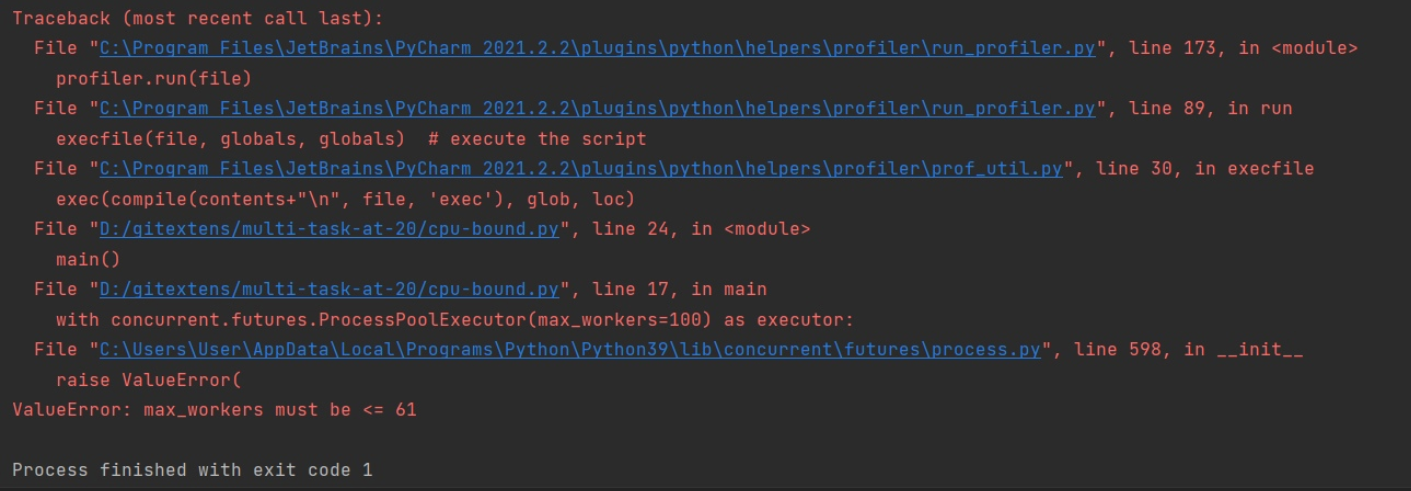 Traceback (most recent call last):
  File "C:\Program Files\JetBrains\PyCharm 2021.2.2\plugins\python\helpers\profiler\run_profiler.py", line 173, in <module>
    profiler.run(file)
  File "C:\Program Files\JetBrains\PyCharm 2021.2.2\plugins\python\helpers\profiler\run_profiler.py", line 89, in run
    execfile(file, globals, globals)  # execute the script
  File "C:\Program Files\JetBrains\PyCharm 2021.2.2\plugins\python\helpers\profiler\prof_util.py", line 30, in execfile
    exec(compile(contents+"\n", file, 'exec'), glob, loc)
  File "D:/gitextens/multi-task-at-20/cpu-bound.py", line 24, in <module>
    main()
  File "D:/gitextens/multi-task-at-20/cpu-bound.py", line 17, in main
    with concurrent.futures.ProcessPoolExecutor(max_workers=100) as executor:
  File "C:\Users\User\AppData\Local\Programs\Python\Python39\lib\concurrent\futures\process.py", line 598, in __init__
    raise ValueError(
ValueError: max_workers must be <= 61

Process finished with exit code 1